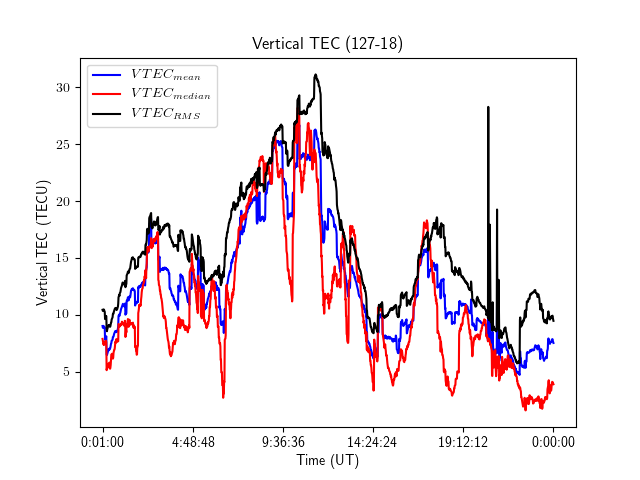 Vertical TEC (127-18)
VTEC_mean
VTEC_median
VTEC_RMS
30
25
20
15
10
5
Vertical TEC (TECU)
0:01:00 4:48:48 9:36:36 14:24:24 19:12:12 0:00:00
Time (UT)